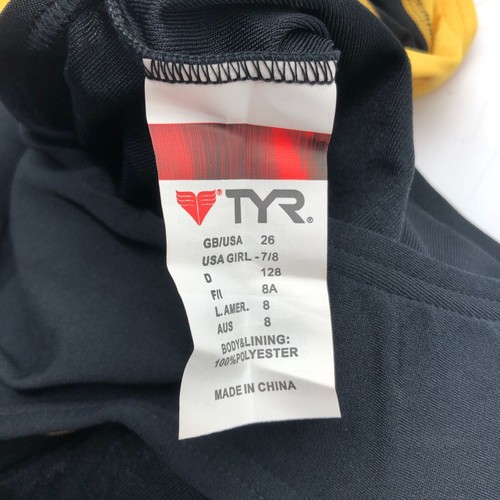 TYR®
GB/USA 26
USA GIRL - 7/8
D 128
F/I 8A
L.AMER. 8
AUS 8
BODY&LINING:
100%POLYESTER
MADE IN CHINA